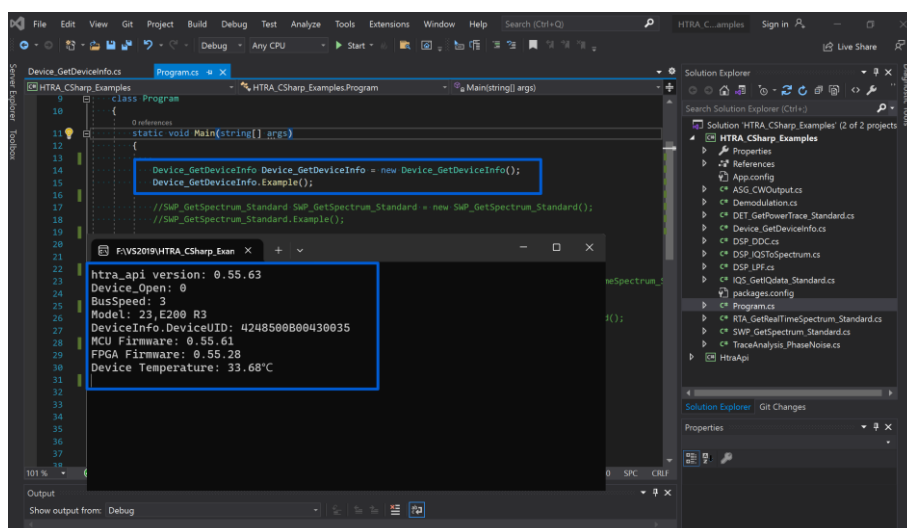 File Edit View Git Project Build Debug Test Analyze Tools Extensions Window Help Search (Ctrl+Q) HTRA_C...amples Sign in
Debug Any CPU Start Live Share
Server Explorer
Toolbox
Diagnostic Tools
Device_GetDeviceInfo.cs Program.cs
HTRA_CSharp_Examples HTRA_CSharp_Examples.Program Main(string[] args)
9 class Program
10 {
0 references
11 static void Main(string[] args)
12 {
13
14 Device_GetDeviceInfo Device_GetDeviceInfo = new Device_GetDeviceInfo();
15 Device_GetDeviceInfo.Example();
16
17 //SWP_GetSpectrum_Standard SWP_GetSpectrum_Standard = new SWP_GetSpectrum_Standard();
18 //SWP_GetSpectrum_Standard.Example();
19
20
21
22
23
24
25
26
27
28
29
30
31
32
33
34
35
36
37
38
meSpectrum_S
d();
F:\VS2019\HTRA_CSharp_Exan
htra_api version: 0.55.63
Device_Open: 0
BusSpeed: 3
Model: 23,E200 R3
DeviceInfo.DeviceUID: 4248500B00430035
MCU Firmware: 0.55.61
FPGA Firmware: 0.55.28
Device Temperature: 33.68°C
101 % SPC CRLF
Output
Show output from: Debug
Solution Explorer
Search Solution Explorer (Ctrl+;)
Solution 'HTRA_CSharp_Examples' (2 of 2 projects
HTRA_CSharp_Examples
Properties
References
App.config
ASG_CWOutput.cs
Demodulation.cs
DET_GetPowerTrace_Standard.cs
Device_GetDeviceInfo.cs
DSP_DDC.cs
DSP_IQSToSpectrum.cs
DSP_LPF.cs
IQS_GetIQdata_Standard.cs
packages.config
Program.cs
RTA_GetRealTimeSpectrum_Standard.cs
SWP_GetSpectrum_Standard.cs
TraceAnalysis_PhaseNoise.cs
HtraApi
Solution Explorer Git Changes
Properties